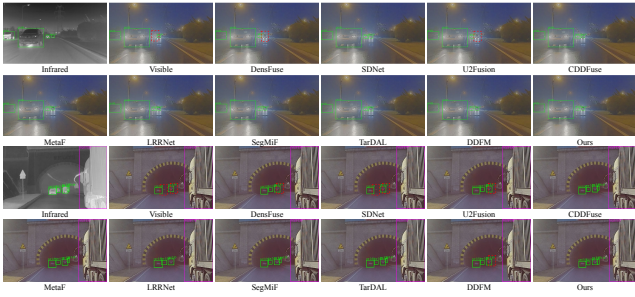 Infrared Visible DensFuse SDNet U2Fusion CDDFuse
MetaF LRRNet SegMiF TarDAL DDFM Ours
Infrared Visible DensFuse SDNet U2Fusion CDDFuse
MetaF LRRNet SegMiF TarDAL DDFM Ours